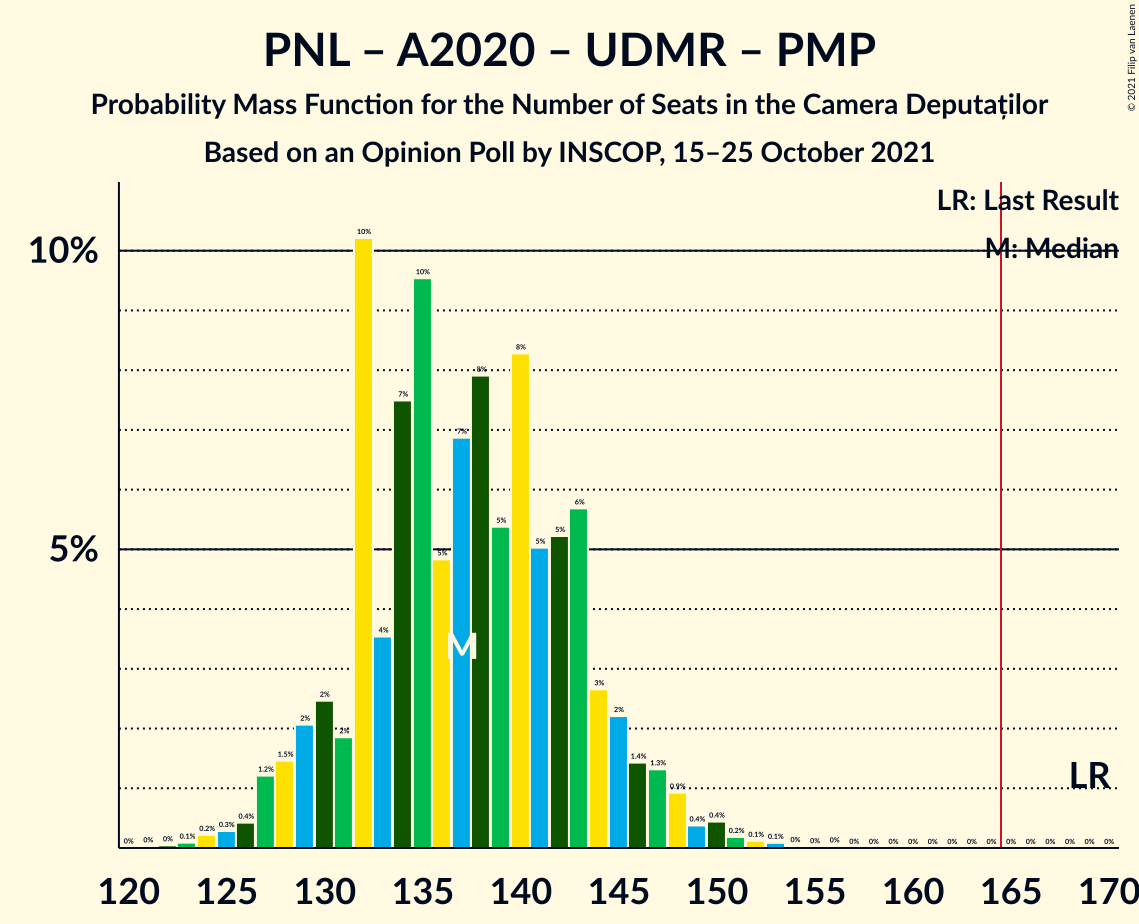 PNL – A2020 – UDMR – PMP
Probability Mass Function for the Number of Seats in the Camera Deputaților
Based on an Opinion Poll by INSCOP, 15–25 October 2021
© 2021 Filip van Laenen
LR: Last Result
M: Median
10%
5%
0% 0% 0% 0.1% 0.2% 0.3% 0.4% 1.2% 1.5% 2% 2% 2% 10% 4% 7% 10% 5% 7% 8% 5% 8% 5% 5% 6% 3% 2% 1.4% 1.3% 0.9% 0.4% 0.4% 0.2% 0.1% 0.1% 0% 0% 0% 0% 0% 0% 0% 0% 0% 0% 0% 0% 0% 0% 0% 0% 0%
M
LR
120 125 130 135 140 145 150 155 160 165 170